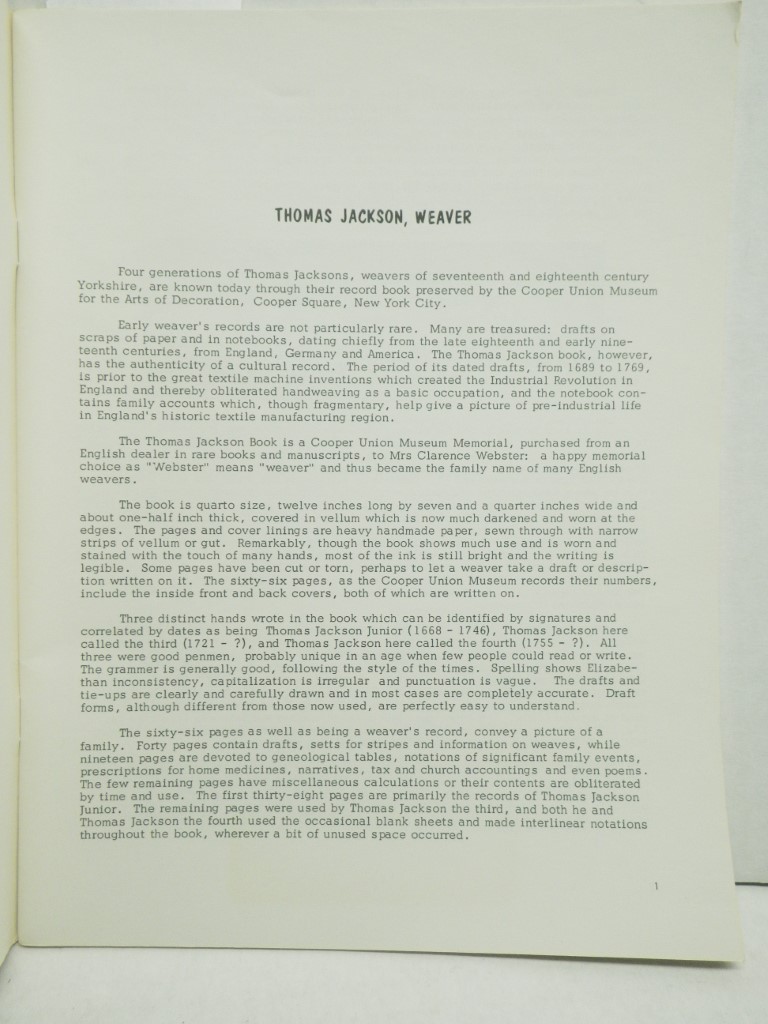 THOMAS JACKSON, WEAVER
Four generations of Thomas Jacksons, weavers of seventeenth and eighteenth century
Yorkshire, are known today through their record book preserved by the Cooper Union Museum
for the Arts of Decoration, Cooper Square, New York City.
Early weaver's records are not particularly rare. Many are treasured: drafts on
scraps of paper and in notebooks, dating chiefly from the late eighteenth and early nine-
teenth centuries, from England, Germany and America. The Thomas Jackson book, however,
has the authenticity of a cultural record. The period of its dated drafts, from 1689 to 1769,
is prior to the great textile machine inventions which created the Industrial Revolution in
England and thereby obliterated handweaving as a basic occupation, and the notebook con-
tains family accounts which, though fragmentary, help give a picture of pre-industrial life
in England's historic textile manufacturing region.
The Thomas Jackson Book is a Cooper Union Museum Memorial, purchased from an
English dealer in rare books and manuscripts, to Mrs Clarence Webster: a happy memorial
choice as "Webster" means "weaver" and thus became the family name of many English
weavers.
The book is quarto size, twelve inches long by seven and a quarter inches wide and
about one-half inch thick, covered in vellum which is now much darkened and worn at the
edges. The pages and cover linings are heavy handmade paper, sewn through with narrow
strips of vellum or gut. Remarkably, though the book shows much use and is worn and
stained with the touch of many hands, most of the ink is still bright and the writing is
legible. Some pages have been cut or torn, perhaps to let a weaver take a draft or descrip-
tion written on it. The sixty-six pages, as the Cooper Union Museum records their numbers,
include the inside front and back covers, both of which are written on.
Three distinct hands wrote in the book which can be identified by signatures and
correlated by dates as being Thomas Jackson Junior (1668 - 1746), Thomas Jackson here
called the third (1721 - ?), and Thomas Jackson here called the fourth (1755 - ?). All
three were good penmen, probably unique in an age when few people could read or write.
The grammer is generally good, following the style of the times. Spelling shows Elizabe-
than inconsistency, capitalization is irregular and punctuation is vague. The drafts and
tie-ups are clearly and carefully drawn and in most cases are completely accurate. Draft
forms, although different from those now used, are perfectly easy to understand.
The sixty-six pages as well as being a weaver's record, convey a picture of a
family. Forty pages contain drafts, setts for stripes and information on weaves, while
nineteen pages are devoted to geneological tables, notations of significant family events,
prescriptions for home medicines, narratives, tax and church accountings and even poems.
The few remaining pages have miscellaneous calculations or their contents are obliterated
by time and use. The first thirty-eight pages are primarily the records of Thomas Jackson
Junior. The remaining pages were used by Thomas Jackson the third, and both he and
Thomas Jackson the fourth used the occasional blank sheets and made interlinear notations
throughout the book, wherever a bit of unused space occurred.
1